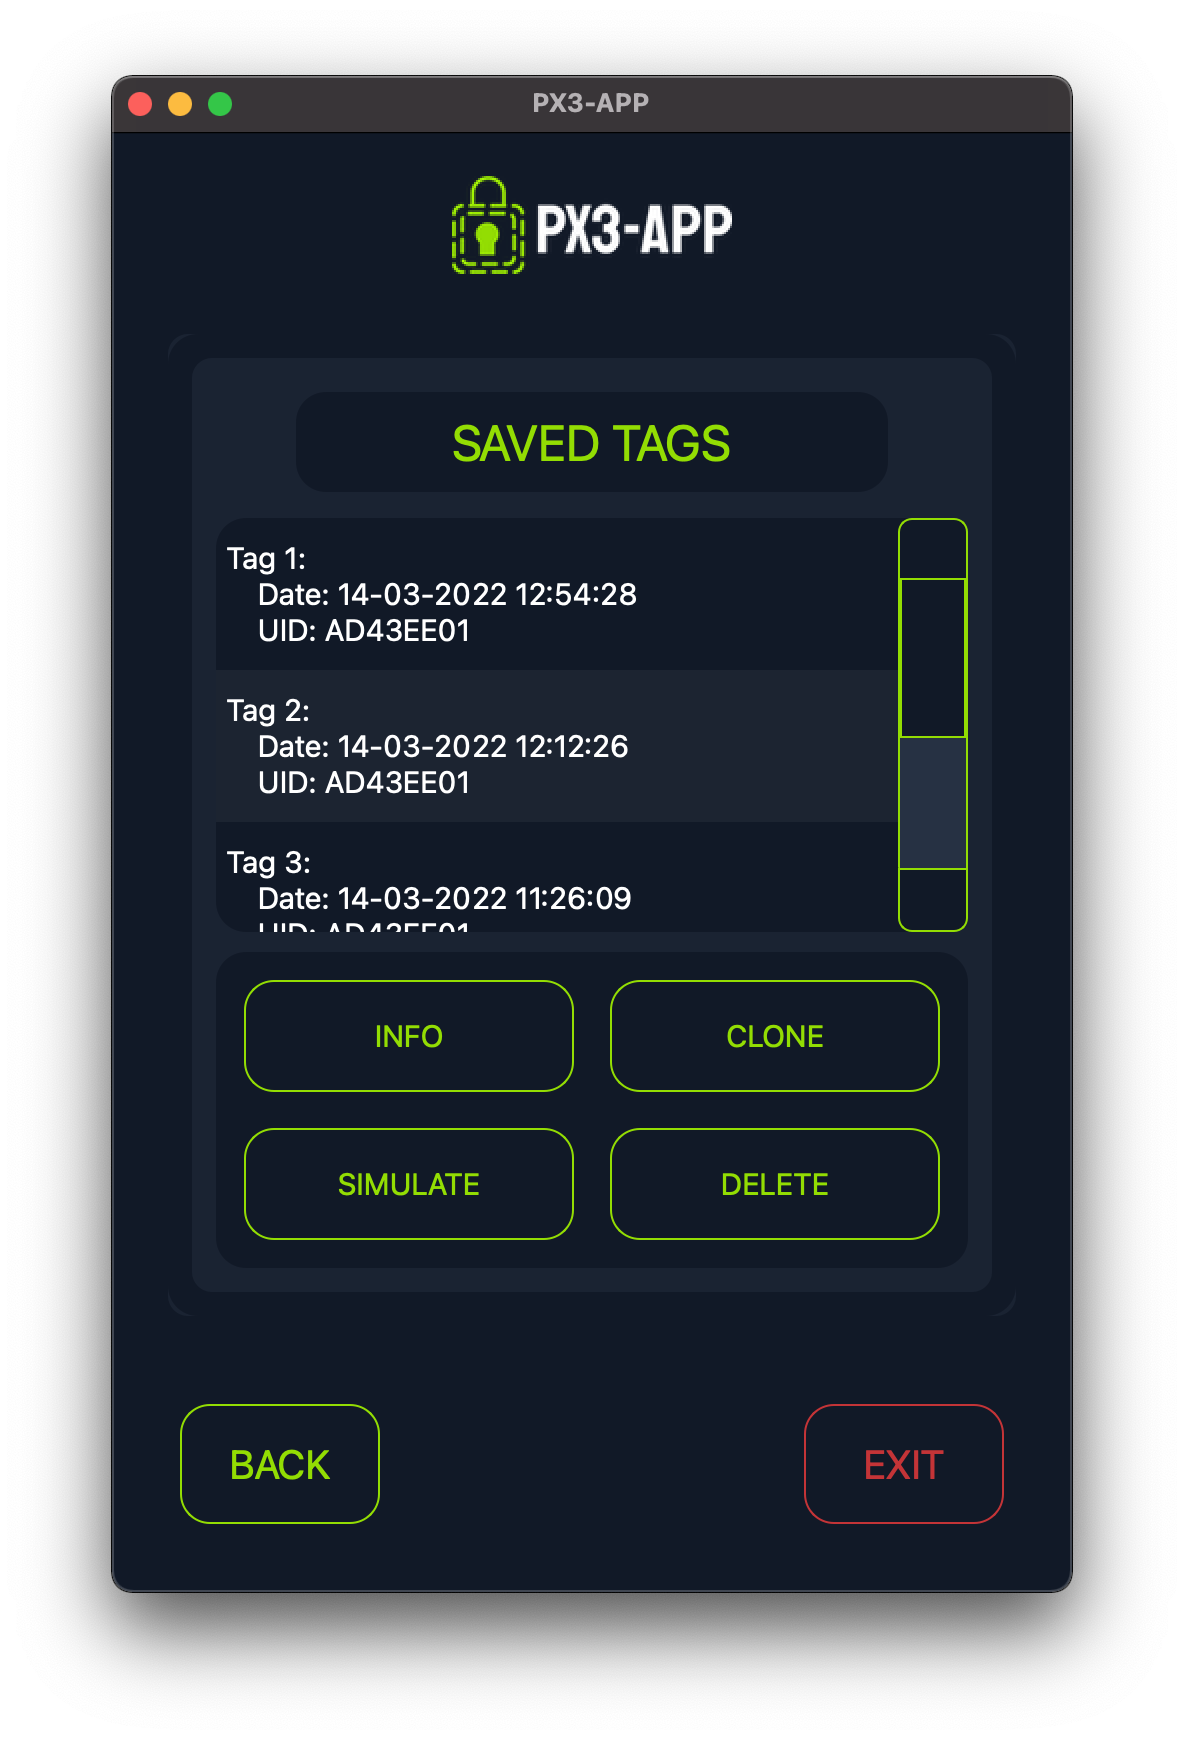 PX3-APP
PX3-APP
SAVED TAGS
Tag 1:
Date: 14-03-2022 12:54:28
UID: AD43EE01
Tag 2:
Date: 14-03-2022 12:12:26
UID: AD43EE01
Tag 3:
Date: 14-03-2022 11:26:09
UID: AD43EE01
INFO
CLONE
SIMULATE
DELETE
BACK
EXIT